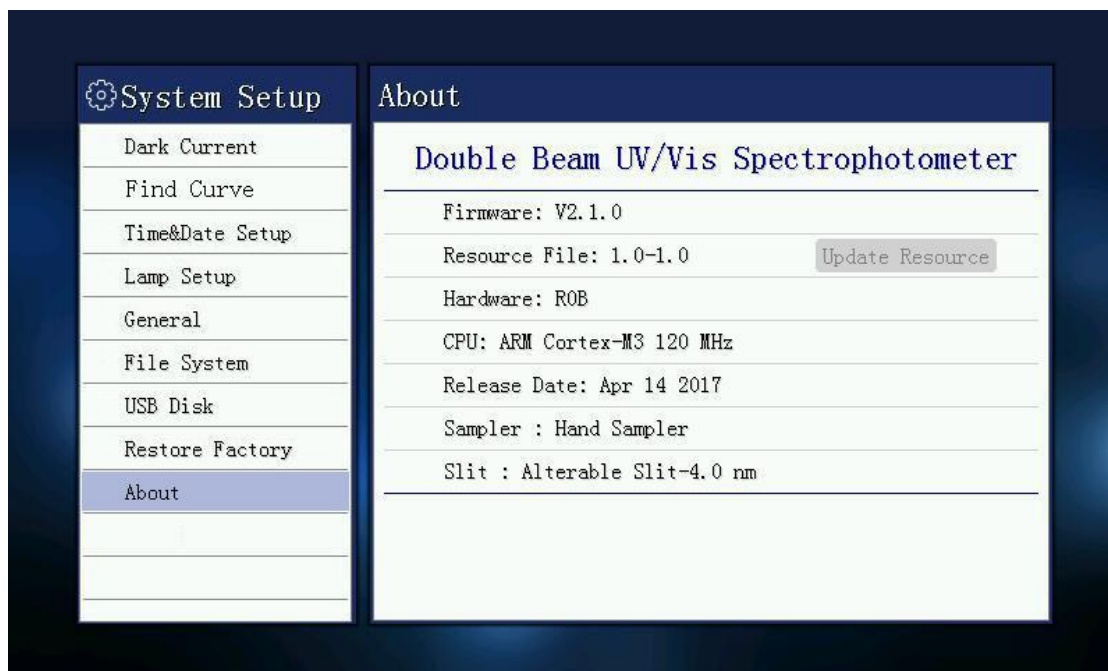 System Setup
Dark Current
Find Curve
Time&Date Setup
Lamp Setup
General
File System
USB Disk
Restore Factory
About
About
Double Beam UV/Vis Spectrophotometer
Firmware: V2.1.0
Resource File: 1.0-1.0 Update Resource
Hardware: R0B
CPU: ARM Cortex-M3 120 MHz
Release Date: Apr 14 2017
Sampler : Hand Sampler
Slit : Alterable Slit-4.0 nm